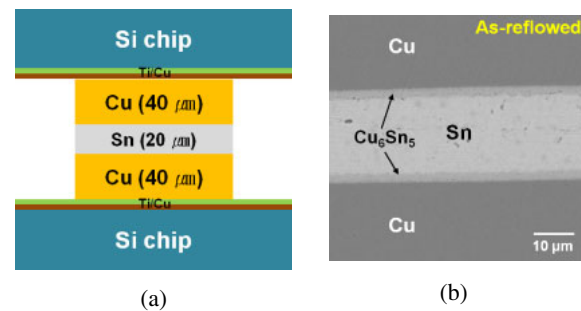 Si chip
Ti/Cu
Cu (40 ㎛)
Sn (20 ㎛)
Cu (40 ㎛)
Ti/Cu
Si chip
(a)
As-reflowed
Cu
Cu₆Sn₅
Sn
Cu
10 μm
(b)